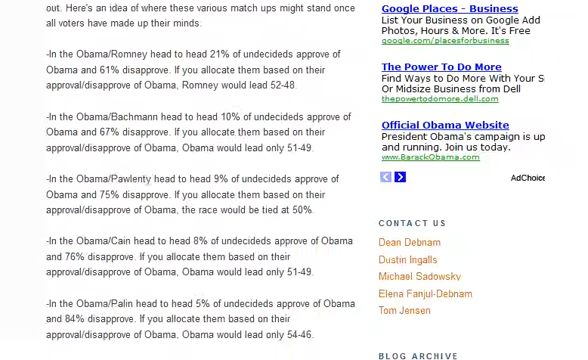 out. Here's an idea of where these various match ups might stand once
all voters have made up their minds.
-In the Obama/Romney head to head 21% of undecideds approve of
Obama and 61% disapprove. If you allocate them based on their
approval/disapprove of Obama, Romney would lead 52-48.
-In the Obama/Bachmann head to head 10% of undecideds approve of
Obama and 67% disapprove. If you allocate them based on their
approval/disapprove of Obama, Obama would lead only 51-49.
-In the Obama/Pawlenty head to head 9% of undecideds approve of
Obama and 75% disapprove. If you allocate them based on their
approval/disapprove of Obama, the race would be tied at 50%.
-In the Obama/Cain head to head 8% of undecideds approve of Obama
and 76% disapprove. If you allocate them based on their
approval/disapprove of Obama, Obama would lead only 51-49.
-In the Obama/Palin head to head 5% of undecideds approve of Obama
and 84% disapprove. If you allocate them based on their
approval/disapprove of Obama, Obama would lead only 54-46.
Google Places - Business
List Your Business on Google Add
Photos, Hours & More. It's Free
google.com/placesforbusiness
The Power To Do More
Find Ways to Do More With Your S
Or Midsize Business from Dell
thepowertodomore.dell.com
Official Obama Website
President Obama's campaign is up
and running. Join us today.
www.BarackObama.com
AdChoice
CONTACT US
Dean Debnam
Dustin Ingalls
Michael Sadowsky
Elena Fanjul-Debnam
Tom Jensen
BLOG ARCHIVE